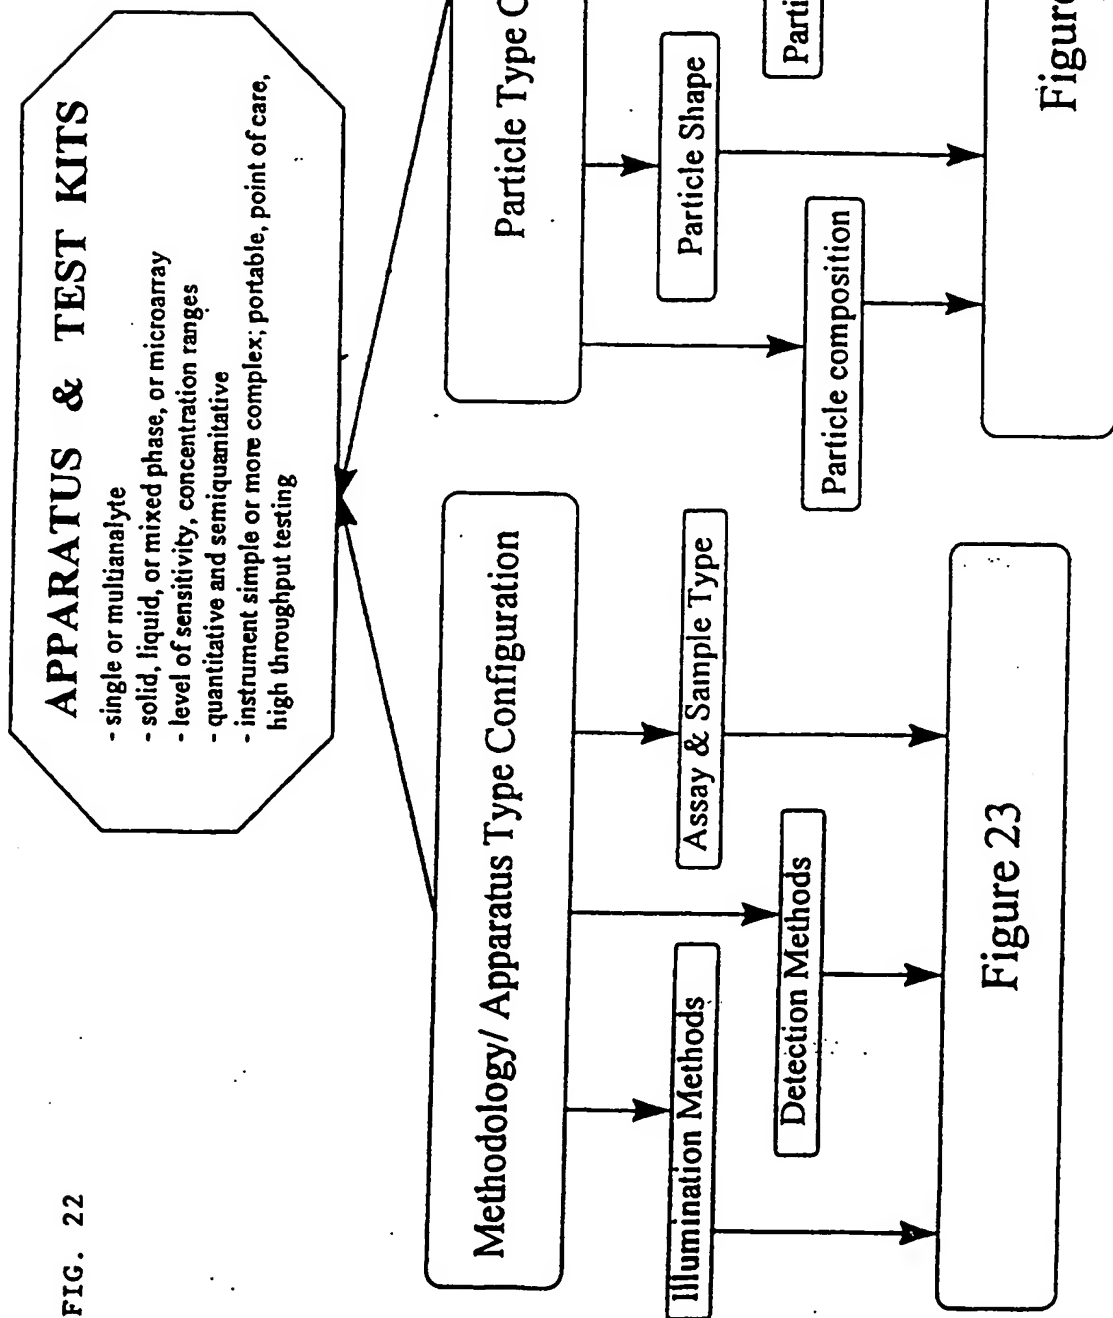 FIG. 22
APPARATUS & TEST KITS
- single or multianalyte
- solid, liquid, or mixed phase, or microarray
- level of sensitivity, concentration ranges
- quantitative and semiquanitative
- instrument simple or more complex; portable, point of care,
high throughput testing
Methodology/ Apparatus Type Configuration
Illumination Methods
Detection Methods
Assay & Sample Type
Figure 23
Particle Type C
Particle composition
Particle Shape
Parti
Figure